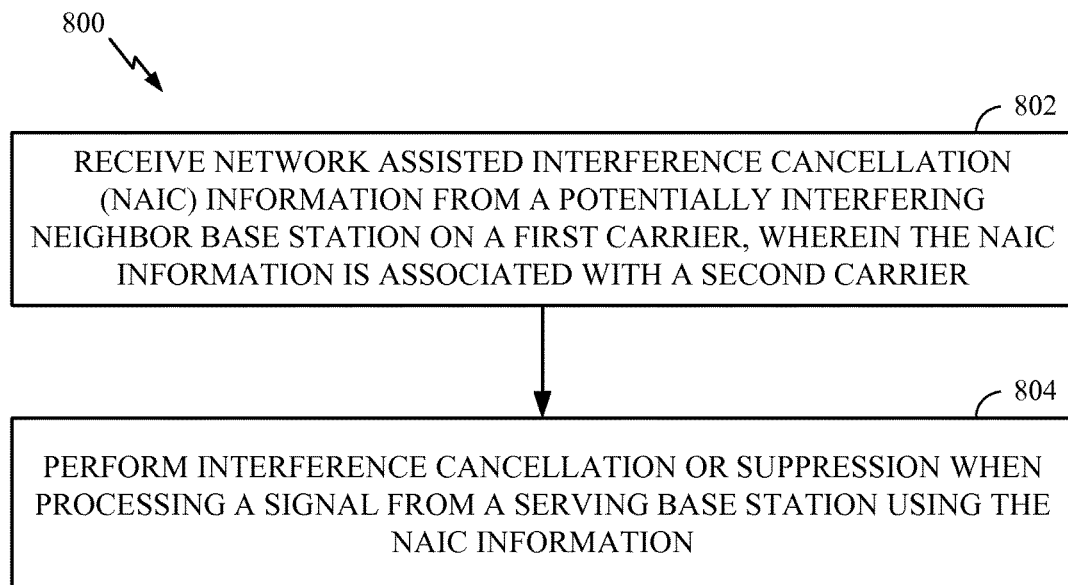 800
802
RECEIVE NETWORK ASSISTED INTERFERENCE CANCELLATION
(NAIC) INFORMATION FROM A POTENTIALLY INTERFERING
NEIGHBOR BASE STATION ON A FIRST CARRIER, WHEREIN THE NAIC
INFORMATION IS ASSOCIATED WITH A SECOND CARRIER
804
PERFORM INTERFERENCE CANCELLATION OR SUPPRESSION WHEN
PROCESSING A SIGNAL FROM A SERVING BASE STATION USING THE
NAIC INFORMATION